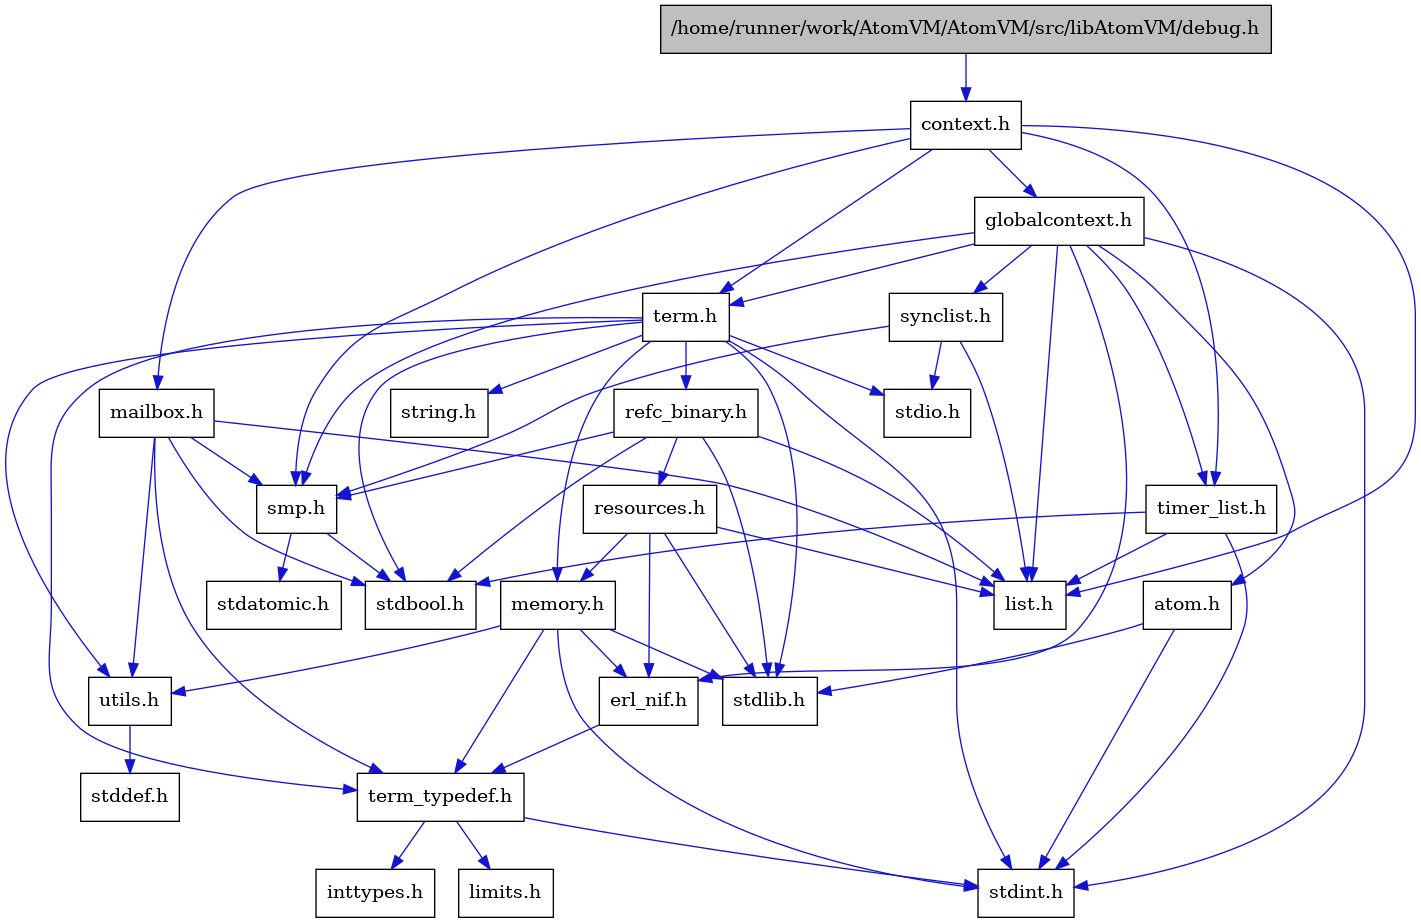 /home/runner/work/AtomVM/AtomVM/src/libAtomVM/debug.h
context.h
globalcontext.h
term.h
synclist.h
mailbox.h
string.h
refc_binary.h
stdio.h
smp.h
resources.h
timer_list.h
stdatomic.h
stdbool.h
memory.h
list.h
atom.h
utils.h
erl_nif.h
stdlib.h
stddef.h
term_typedef.h
inttypes.h
limits.h
stdint.h